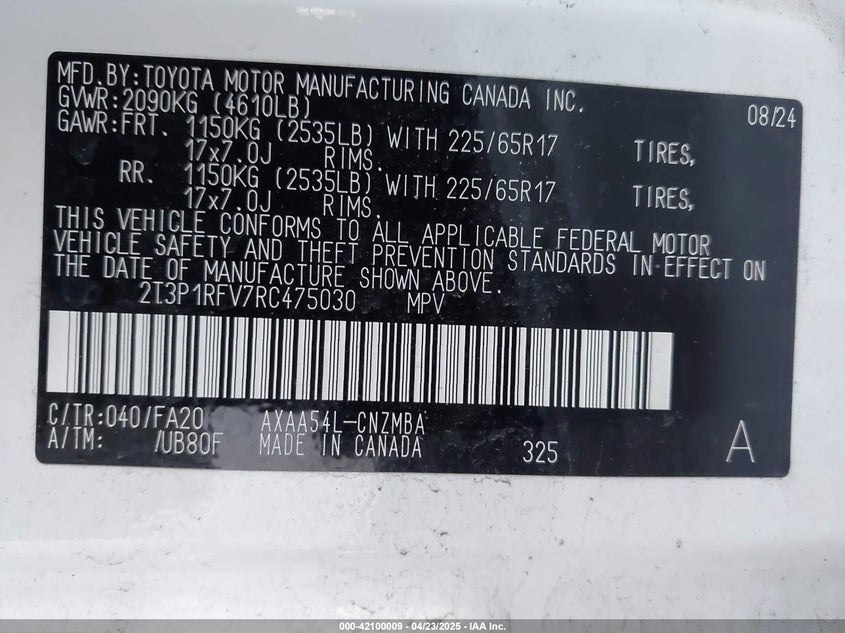 MFD.BY:TOYOTA MOTOR MANUFACTURING CANADA INC. 08/24
GVWR:2090KG (4610LB)
GAWR:FRT. 1150KG (2535LB) WITH 225/65R17 TIRES,
17x7.0J RIMS.
RR. 1150KG (2535LB) WITH 225/65R17 TIRES,
17x7.0J RIMS.
THIS VEHICLE CONFORMS TO ALL APPLICABLE FEDERAL MOTOR
VEHICLE SAFETY AND THEFT PREVENTION STANDARDS IN EFFECT ON
THE DATE OF MANUFACTURE SHOWN ABOVE.
2T3P1RFV7RC475030 MPV
C/TR:040/FA20 AXAA54L-CNZMBA
A/TM: /UB80F MADE IN CANADA 325 A
000-42100009 - 04/23/2025 - IAA Inc.